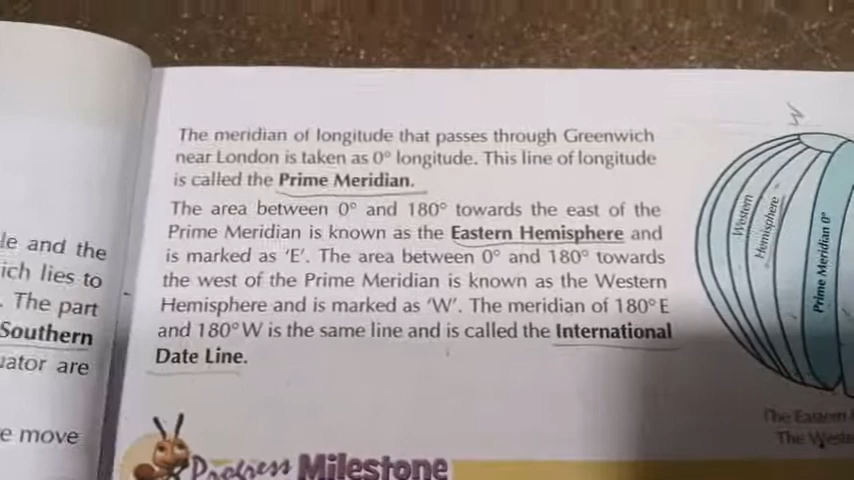 The meridian of longitude that passes through Greenwich
near London is taken as 0° longitude. This line of longitude
is called the Prime Meridian.
The area between 0° and 180° towards the east of the
Prime Meridian is known as the Eastern Hemisphere and
is marked as 'E'. The area between 0° and 180° towards
the west of the Prime Meridian is known as the Western
Hemisphere and is marked as 'W'. The meridian of 180°E
and 180°W is the same line and is called the International
Date Line.
Progress Milestone
and the
ich lies to
. The part
Southern
uator are
e move
N
Western
Hemisphere
Prime Meridian 0°
The Eastern
The Weste